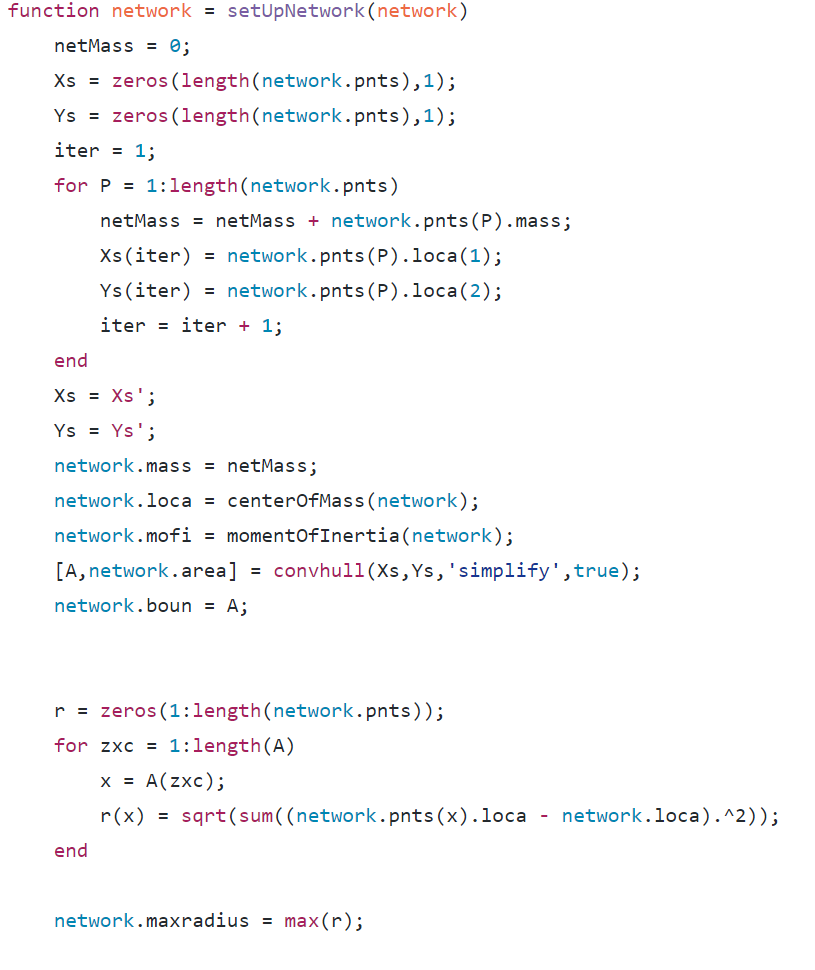 function network = setUpNetwork(network)
    netMass = 0;
    Xs = zeros(length(network.pnts),1);
    Ys = zeros(length(network.pnts),1);
    iter = 1;
    for P = 1:length(network.pnts)
        netMass = netMass + network.pnts(P).mass;
        Xs(iter) = network.pnts(P).loca(1);
        Ys(iter) = network.pnts(P).loca(2);
        iter = iter + 1;
    end
    Xs = Xs';
    Ys = Ys';
    network.mass = netMass;
    network.loca = centerOfMass(network);
    network.mofi = momentOfInertia(network);
    [A,network.area] = convhull(Xs,Ys,'simplify',true);
    network.boun = A;
    r = zeros(1:length(network.pnts));
    for zxc = 1:length(A)
        x = A(zxc);
        r(x) = sqrt(sum((network.pnts(x).loca - network.loca).^2));
    end
    network.maxradius = max(r);